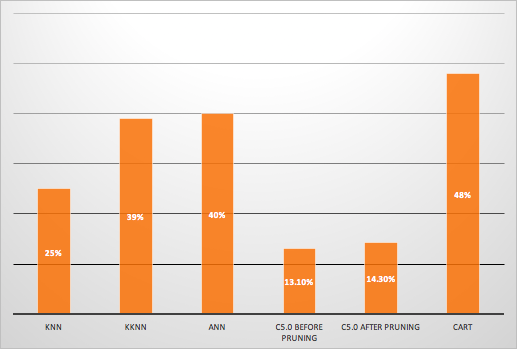 25%
39%
40%
13.10%
14.30%
48%
KNN
KKNN
ANN
C5.0 BEFORE
PRUNING
C5.0 AFTER PRUNING
CART